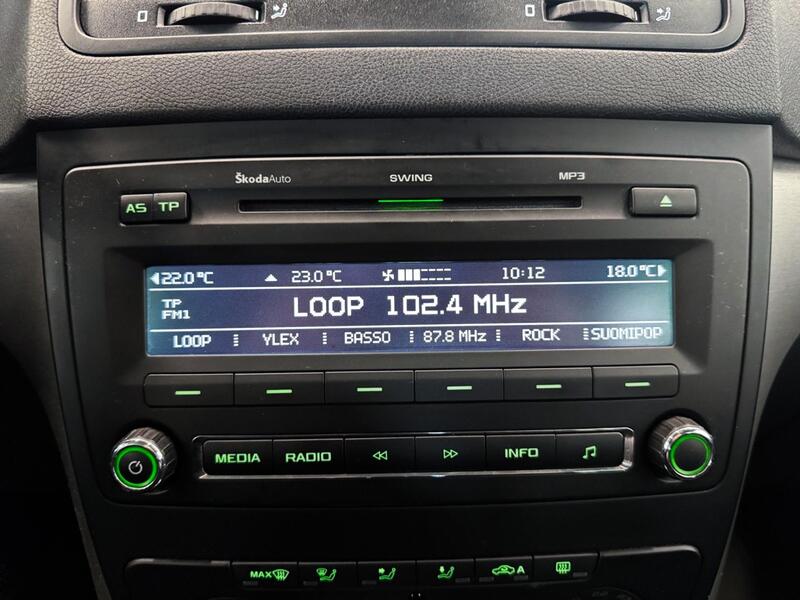 ŠkodaAuto SWING MP3
AS TP
22.0°C 23.0°C 10:12 18.0°C
TP
FM1
LOOP 102.4 MHz
LOOP YLEX BASSO 87.8 MHz ROCK SUOMIPOP
MEDIA RADIO INFO
MAX A